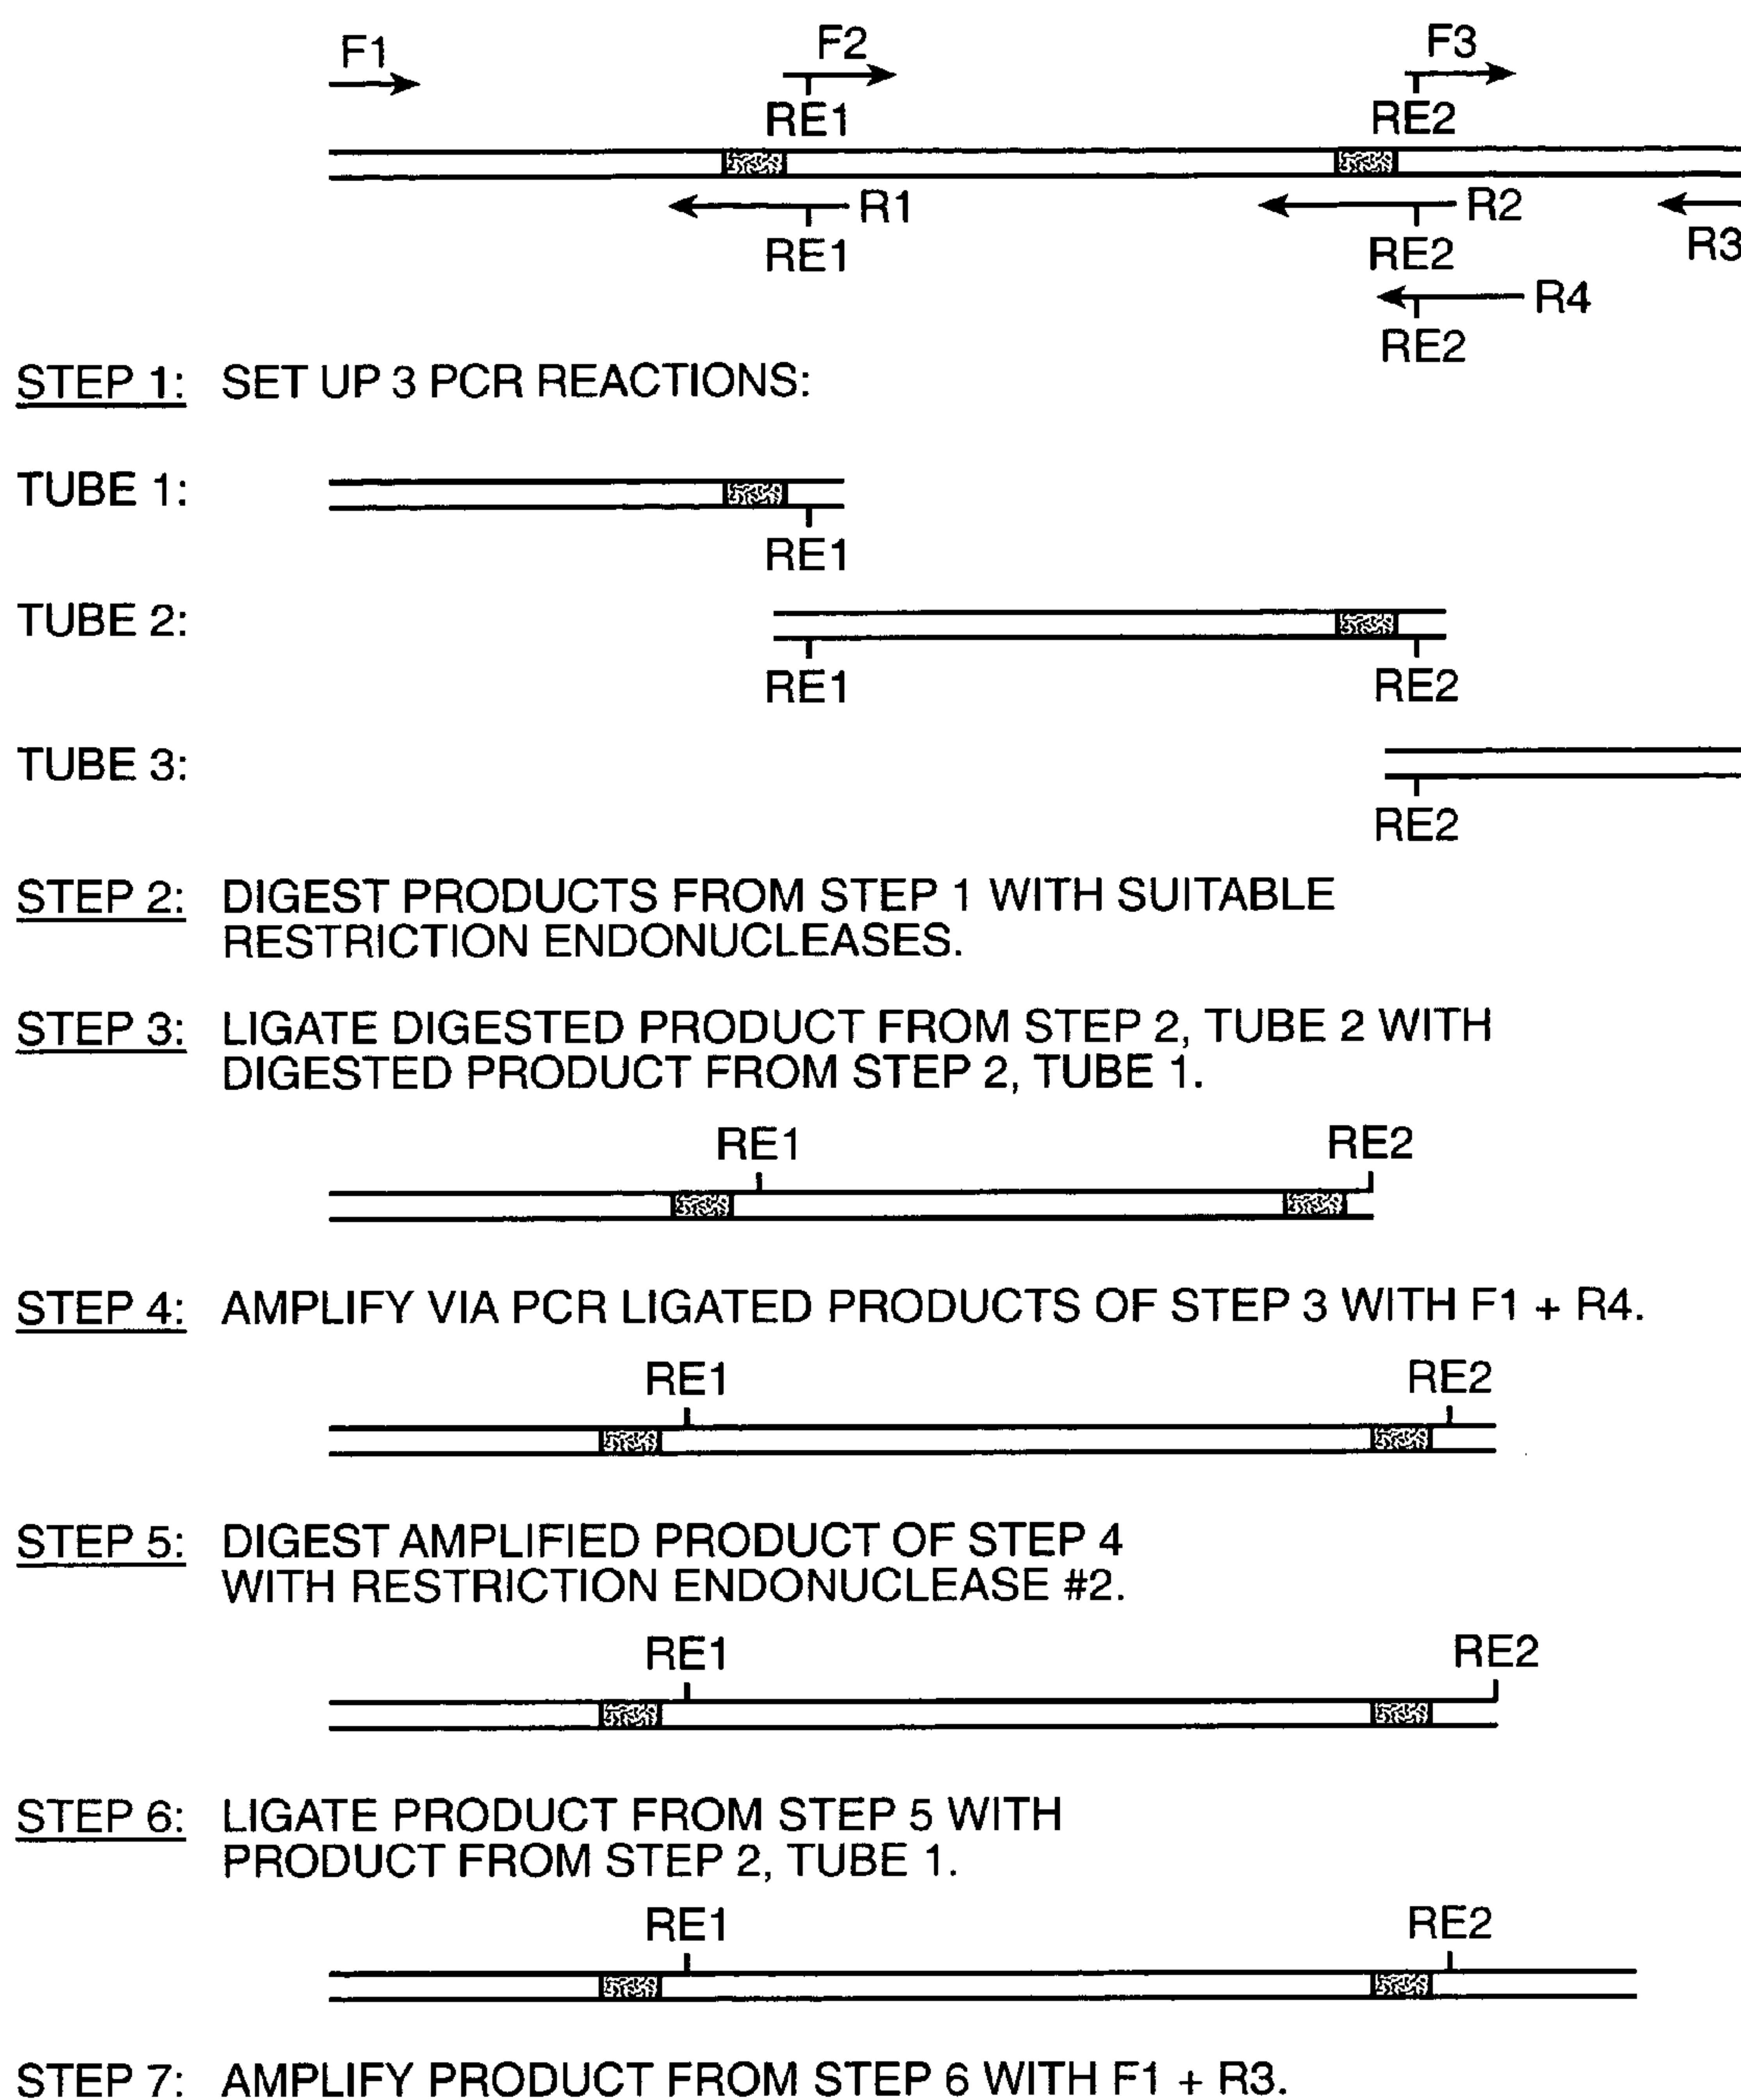 F1 F2 F3
RE1 RE2
R1 R2
RE1 RE2 R3
R4
RE2
STEP 1: SET UP 3 PCR REACTIONS:
TUBE 1:
RE1
TUBE 2:
RE1 RE2
TUBE 3:
RE2
STEP 2: DIGEST PRODUCTS FROM STEP 1 WITH SUITABLE
RESTRICTION ENDONUCLEASES.
STEP 3: LIGATE DIGESTED PRODUCT FROM STEP 2, TUBE 2 WITH
DIGESTED PRODUCT FROM STEP 2, TUBE 1.
RE1 RE2
STEP 4: AMPLIFY VIA PCR LIGATED PRODUCTS OF STEP 3 WITH F1 + R4.
RE1 RE2
STEP 5: DIGEST AMPLIFIED PRODUCT OF STEP 4
WITH RESTRICTION ENDONUCLEASE #2.
RE1 RE2
STEP 6: LIGATE PRODUCT FROM STEP 5 WITH
PRODUCT FROM STEP 2, TUBE 1.
RE1 RE2
STEP 7: AMPLIFY PRODUCT FROM STEP 6 WITH F1 + R3.